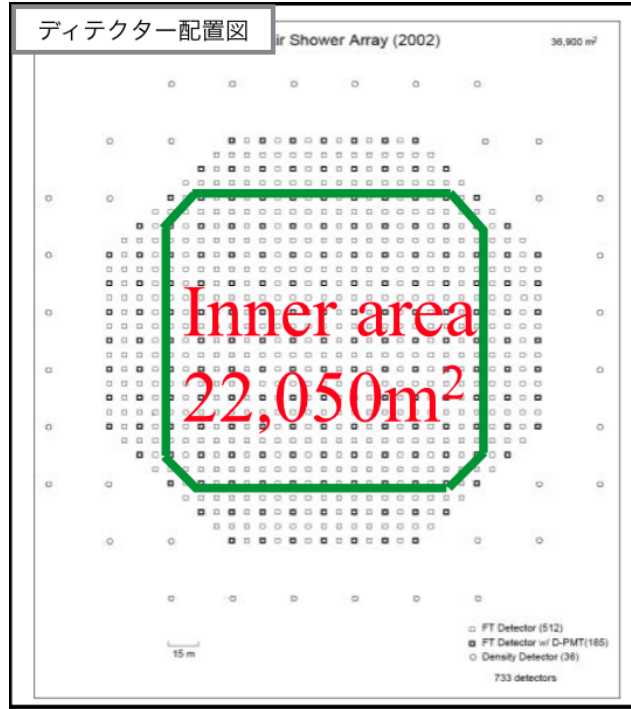 ディテクター配置図
ir Shower Array (2002)
36,900 m²
Inner area
22,050m²
15 m
FT Detector (512)
FT Detector w/ D-PMT(185)
Density Detector (36)
733 detectors